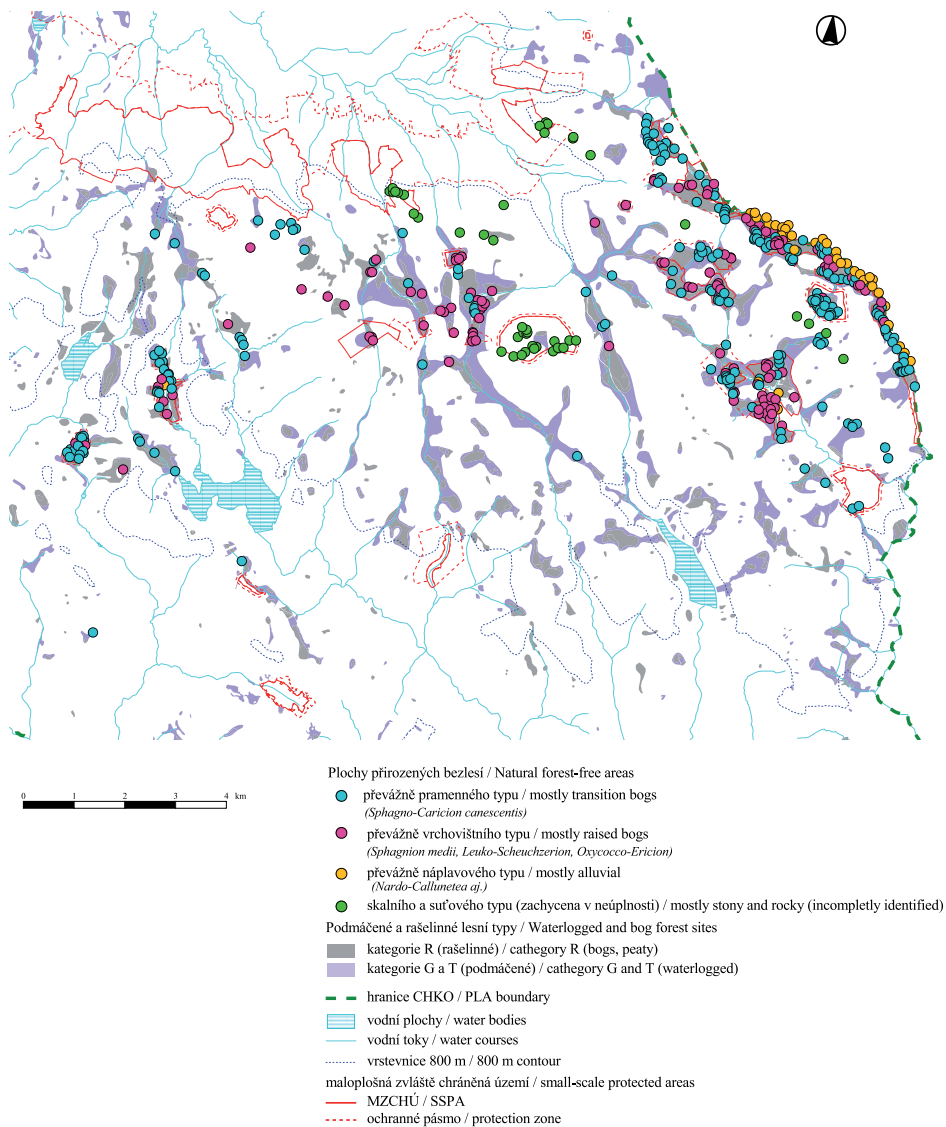 0 1 2 3 4 km
Plochy přirozených bezlesí / Natural forest-free areas
převážně pramenného typu / mostly transition bogs
(Sphagno-Caricion canescentis)
převážně vrchovištního typu / mostly raised bogs
(Sphagnion medii, Leuko-Scheuchzerion, Oxycocco-Ericion)
převážně náplavového typu / mostly alluvial
(Nardo-Callunetea aj.)
skalního a suťového typu (zachycena v neúplnosti) / mostly stony and rocky (incompletly identified)
Podmáčené a rašelinné lesní typy / Waterlogged and bog forest sites
kategorie R (rašelinné) / cathegory R (bogs, peaty)
kategorie G a T (podmáčené) / cathegory G and T (waterlogged)
hranice CHKO / PLA boundary
vodní plochy / water bodies
vodní toky / water courses
vrstevnice 800 m / 800 m contour
maloplošná zvláště chráněná území / small-scale protected areas
MZCHÚ / SSPA
ochranné pásmo / protection zone